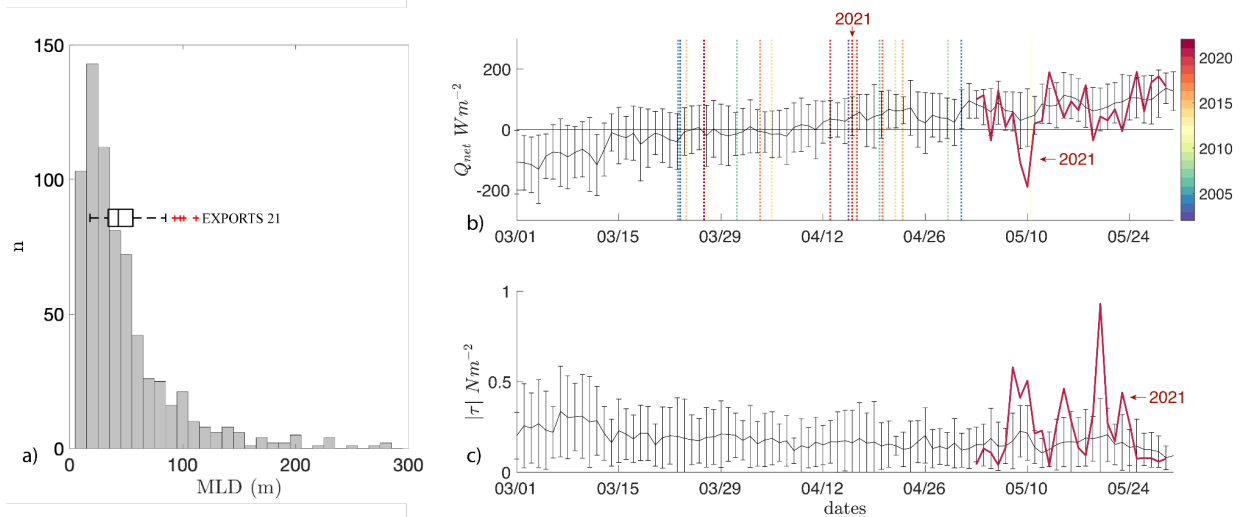 a)
150
100
50
0
n
EXPORTS 21
0 100 200 300
MLD (m)
2021
b)
200
0
-200
Q_net Wm^-2
2021
03/01 03/15 03/29 04/12 04/26 05/10 05/24
2020
2015
2010
2005
c)
1
0.5
0
|τ| Nm^-2
2021
03/01 03/15 03/29 04/12 04/26 05/10 05/24
dates